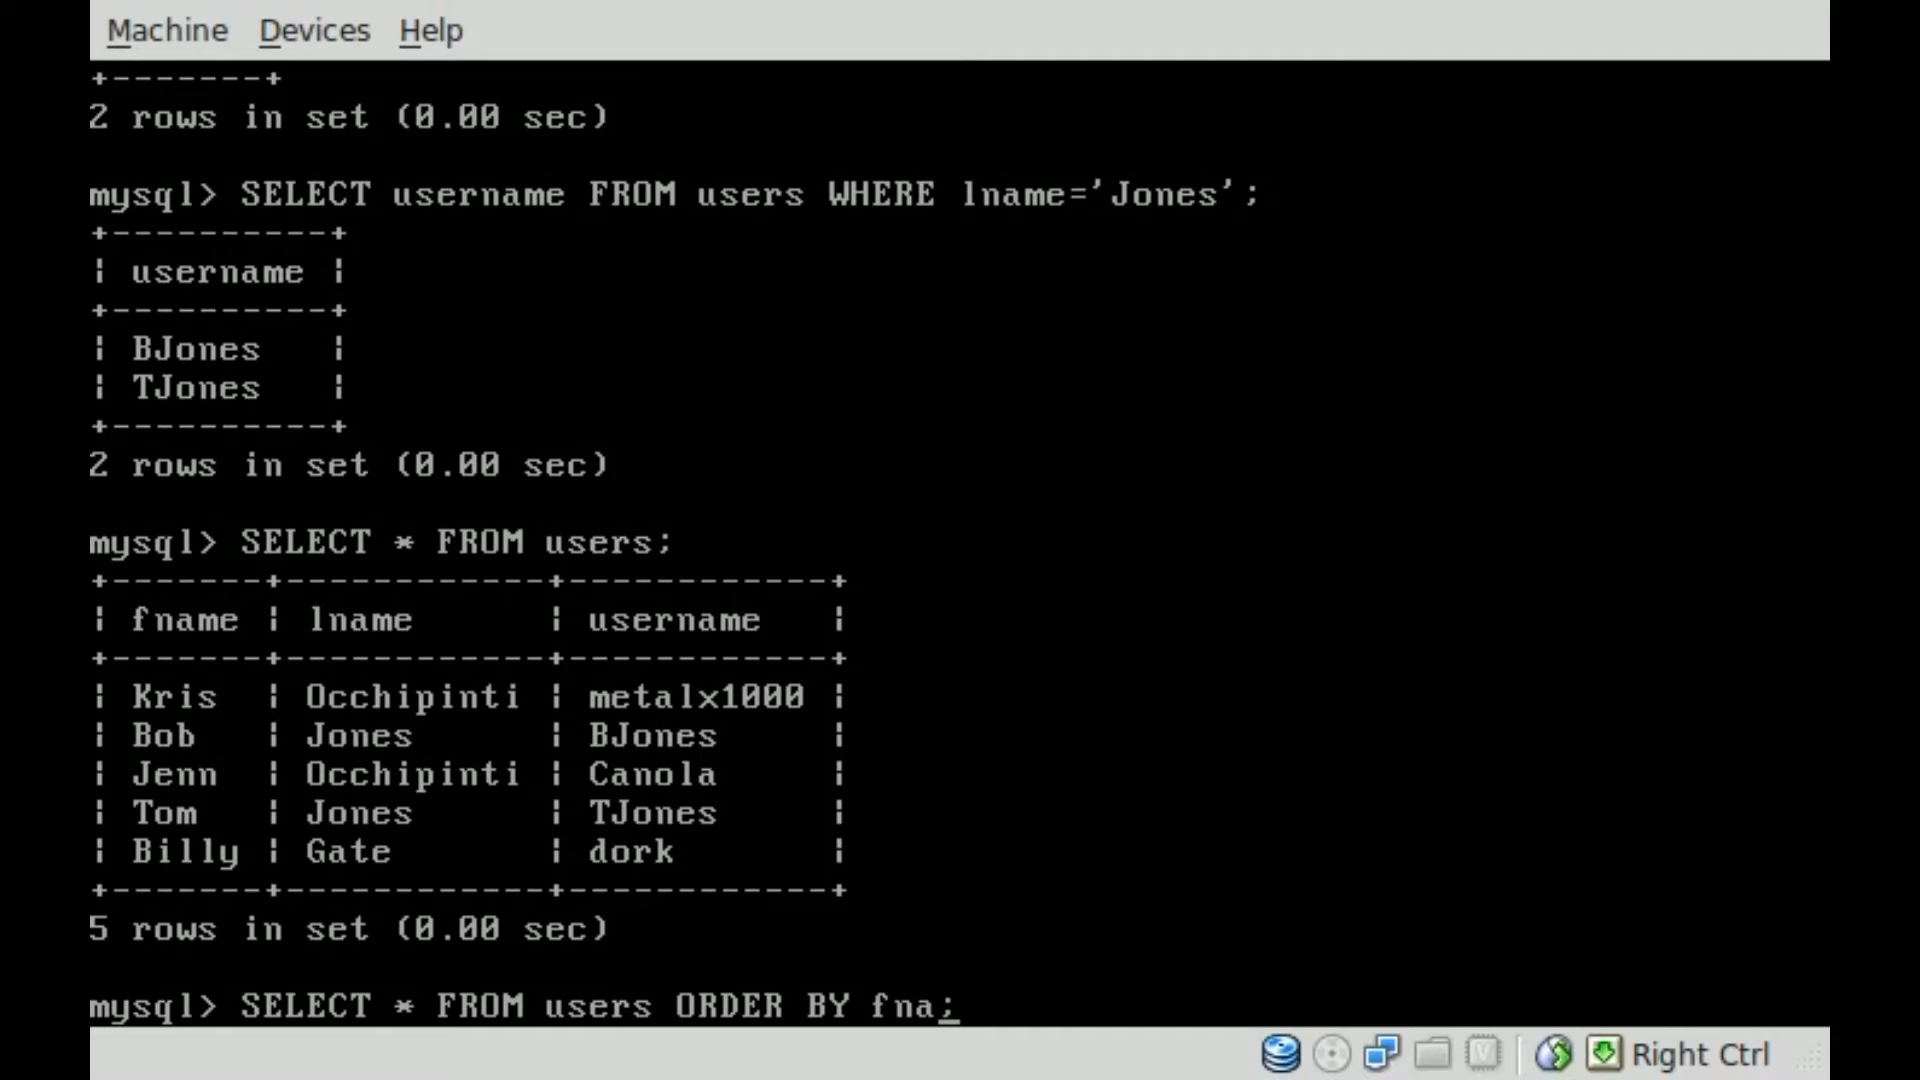 Machine Devices Help
+-------+
2 rows in set (0.00 sec)
mysql> SELECT username FROM users WHERE lname='Jones';
+----------+
| username |
+----------+
| BJones   |
| TJones   |
+----------+
2 rows in set (0.00 sec)
mysql> SELECT * FROM users;
+-------+------------+------------+
| fname | lname      | username   |
+-------+------------+------------+
| Kris  | Occhipinti | metalx1000 |
| Bob   | Jones      | BJones     |
| Jenn  | Occhipinti | Canola     |
| Tom   | Jones      | TJones     |
| Billy | Gate       | dork       |
+-------+------------+------------+
5 rows in set (0.00 sec)
mysql> SELECT * FROM users ORDER BY fna;
Right Ctrl